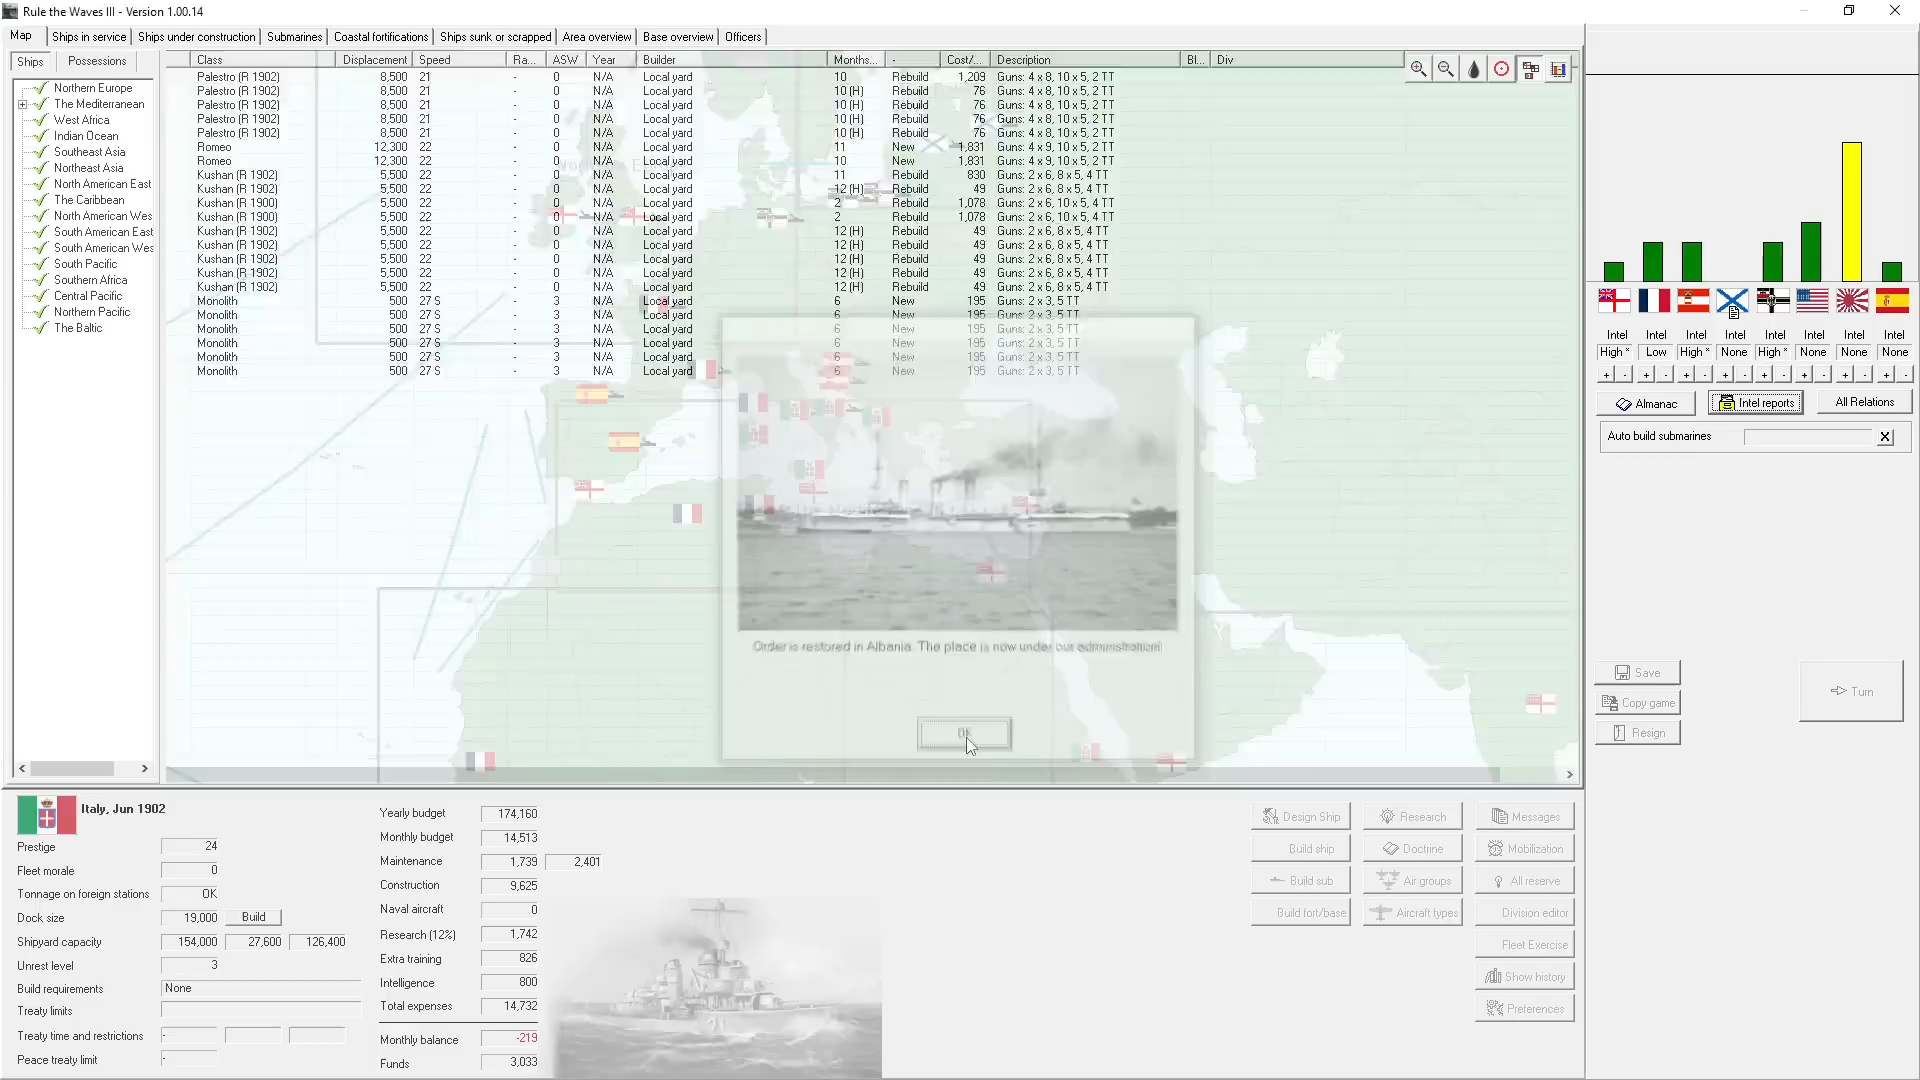 Rule the Waves III - Version 1.00.14
Map Ships in service Ships under construction Submarines Coastal fortifications Ships sunk or scrapped Area overview Base overview Officers
Ships Possessions
Northern Europe
The Mediterranean
West Africa
Indian Ocean
Southeast Asia
Northeast Asia
North American East
The Caribbean
North American Wes
South American East
South American Wes
South Pacific
Southern Africa
Central Pacific
Northern Pacific
The Baltic
Class Displacement Speed Ra... ASW Year Builder Months... - Cost/... Description Bl... Div
Palestro (R 1902) 8,500 21 - 0 N/A Local yard 10 Rebuild 1,209 Guns: 4 x 8, 10 x 5, 2 TT
Palestro (R 1902) 8,500 21 - 0 N/A Local yard 10 (H) Rebuild 76 Guns: 4 x 8, 10 x 5, 2 TT
Palestro (R 1902) 8,500 21 - 0 N/A Local yard 10 (H) Rebuild 76 Guns: 4 x 8, 10 x 5, 2 TT
Palestro (R 1902) 8,500 21 - 0 N/A Local yard 10 (H) Rebuild 76 Guns: 4 x 8, 10 x 5, 2 TT
Palestro (R 1902) 8,500 21 - 0 N/A Local yard 10 (H) Rebuild 76 Guns: 4 x 8, 10 x 5, 2 TT
Romeo 12,300 22 - 0 N/A Local yard 11 New 1,831 Guns: 4 x 9, 10 x 5, 2 TT
Romeo 12,300 22 - 0 N/A Local yard 10 New 1,831 Guns: 4 x 9, 10 x 5, 2 TT
Kushan (R 1902) 5,500 22 - 0 N/A Local yard 11 Rebuild 830 Guns: 2 x 6, 8 x 5, 4 TT
Kushan (R 1902) 5,500 22 - 0 N/A Local yard 12 (H) Rebuild 49 Guns: 2 x 6, 8 x 5, 4 TT
Kushan (R 1900) 5,500 22 - 0 N/A Local yard 2 Rebuild 1,078 Guns: 2 x 6, 10 x 5, 4 TT
Kushan (R 1900) 5,500 22 - 0 N/A Local yard 2 Rebuild 1,078 Guns: 2 x 6, 10 x 5, 4 TT
Kushan (R 1902) 5,500 22 - 0 N/A Local yard 12 (H) Rebuild 49 Guns: 2 x 6, 8 x 5, 4 TT
Kushan (R 1902) 5,500 22 - 0 N/A Local yard 12 (H) Rebuild 49 Guns: 2 x 6, 8 x 5, 4 TT
Kushan (R 1902) 5,500 22 - 0 N/A Local yard 12 (H) Rebuild 49 Guns: 2 x 6, 8 x 5, 4 TT
Kushan (R 1902) 5,500 22 - 0 N/A Local yard 12 (H) Rebuild 49 Guns: 2 x 6, 8 x 5, 4 TT
Kushan (R 1902) 5,500 22 - 0 N/A Local yard 12 (H) Rebuild 49 Guns: 2 x 6, 8 x 5, 4 TT
Monolith 500 27 S - 3 N/A Local yard 6 New 195 Guns: 2 x 3, 5 TT
Monolith 500 27 S - 3 N/A Local yard 6 New 195 Guns: 2 x 3, 5 TT
Monolith 500 27 S - 3 N/A Local yard 6 New 195 Guns: 2 x 3, 5 TT
Monolith 500 27 S - 3 N/A Local yard 6 New 195 Guns: 2 x 3, 5 TT
Monolith 500 27 S - 3 N/A Local yard 6 New 195 Guns: 2 x 3, 5 TT
Monolith 500 27 S - 3 N/A Local yard 6 New 195 Guns: 2 x 3, 5 TT
Order is restored in Albania. The place is now under our administration!
OK
Intel Intel Intel Intel Intel Intel Intel Intel
High * Low High * None High * None None None
+ - + - + - + - + - + - + - + -
Almanac Intel reports All Relations
Auto build submarines X
Save
Copy game
Resign
Turn
Italy, Jun 1902
Prestige 24
Fleet morale 0
Tonnage on foreign stations OK
Dock size 19,000 Build
Shipyard capacity 154,000 27,600 126,400
Unrest level 3
Build requirements None
Treaty limits
Treaty time and restrictions -
Peace treaty limit -
Yearly budget 174,160
Monthly budget 14,513
Maintenance 1,739 2,401
Construction 9,625
Naval aircraft 0
Research (12%) 1,742
Extra training 826
Intelligence 800
Total expenses 14,732
Monthly balance -219
Funds 3,033
Design Ship Research Messages
Build ship Doctrine Mobilization
Build sub Air groups All reserve
Build fort/base Aircraft types Division editor
Fleet Exercise
Show history
Preferences